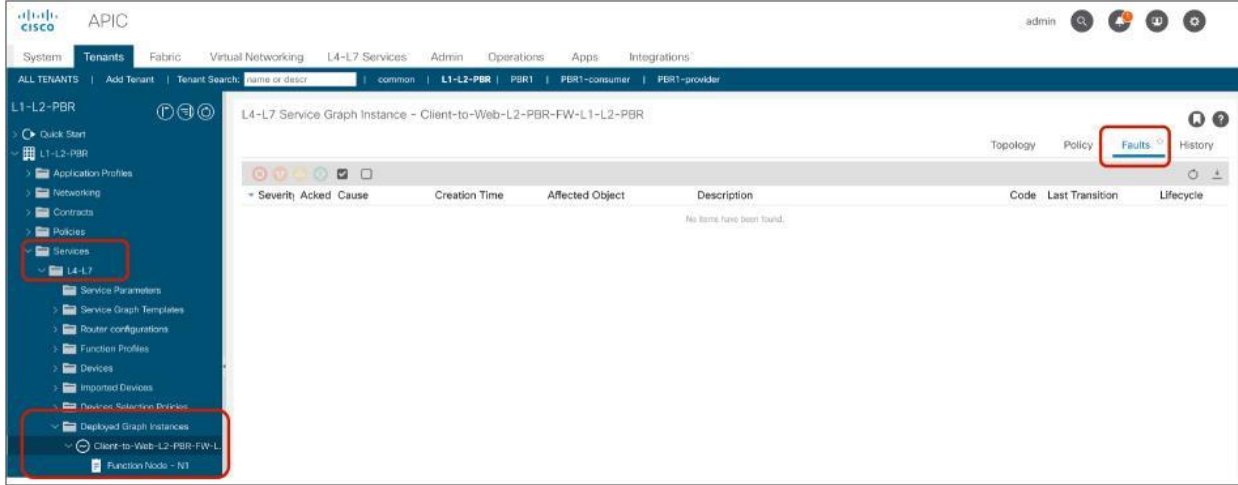 CISCO APIC admin
System Tenants Fabric Virtual Networking L4-L7 Services Admin Operations Apps Integrations
ALL TENANTS | Add Tenant | Tenant Search: name or descr | common | L1-L2-PBR | PBR1 | PBR1-consumer | PBR1-provider
L1-L2-PBR
Quick Start
L1-L2-PBR
Application Profiles
Networking
Contracts
Policies
Services
L4-L7
Service Parameters
Service Graph Templates
Router configurations
Function Profiles
Devices
Imported Devices
Devices Selection Policies
Deployed Graph Instances
Client-to-Web-L2-PBR-FW-L..
Function Node - N1
L4-L7 Service Graph Instance - Client-to-Web-L2-PBR-FW-L1-L2-PBR
Topology Policy Faults History
Severity Acked Cause Creation Time Affected Object Description Code Last Transition Lifecycle
No items have been found.